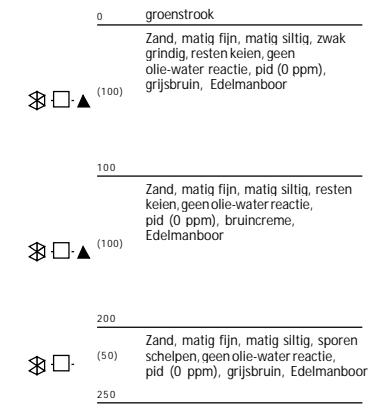 0 groenstrook
Zand, matig fijn, matig siltig, zwak
grindig, resten keien, geen
olie-water reactie, pid (0 ppm),
(100) grijsbruin, Edelmanboor
100
Zand, matig fijn, matig siltig, resten
keien, geen olie-water reactie,
pid (0 ppm), bruincreme,
(100) Edelmanboor
200
Zand, matig fijn, matig siltig, sporen
(50) schelpen, geen olie-water reactie,
pid (0 ppm), grijsbruin, Edelmanboor
250